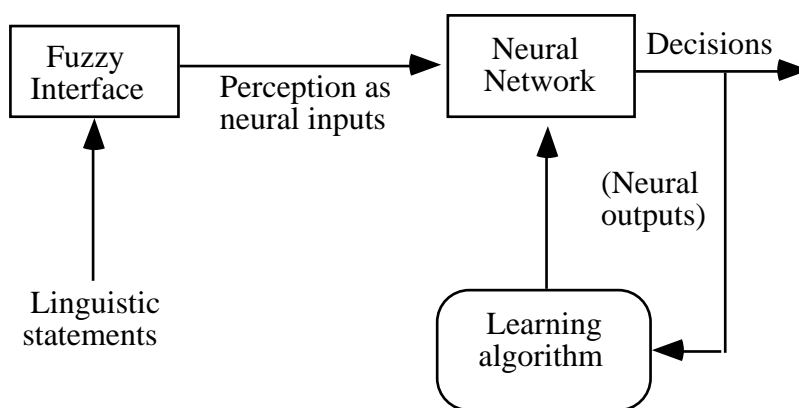 Fuzzy
Interface
Perception as
neural inputs
Neural
Network
Decisions
(Neural
outputs)
Linguistic
statements
Learning
algorithm